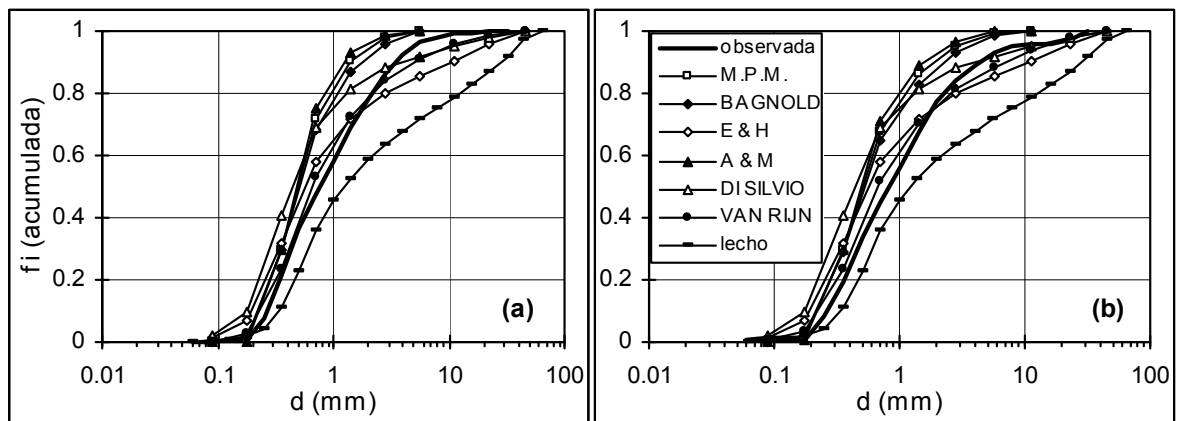 1
0.8
0.6
0.4
0.2
0
fi (acumulada)
0.01
0.1
1
10
100
d (mm)
(a)
1
0.8
0.6
0.4
0.2
0
observada
M.P.M.
BAGNOLD
E & H
A & M
DI SILVIO
VAN RIJN
lecho
0.01
0.1
1
10
100
d (mm)
(b)